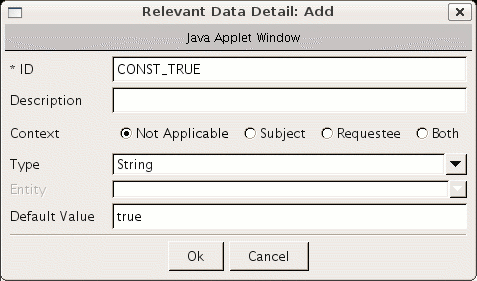 Relevant Data Detail: Add
Java Applet Window
* ID CONST_TRUE
Description
Context Not Applicable Subject Requestee Both
Type String
Entity
Default Value true
Ok Cancel